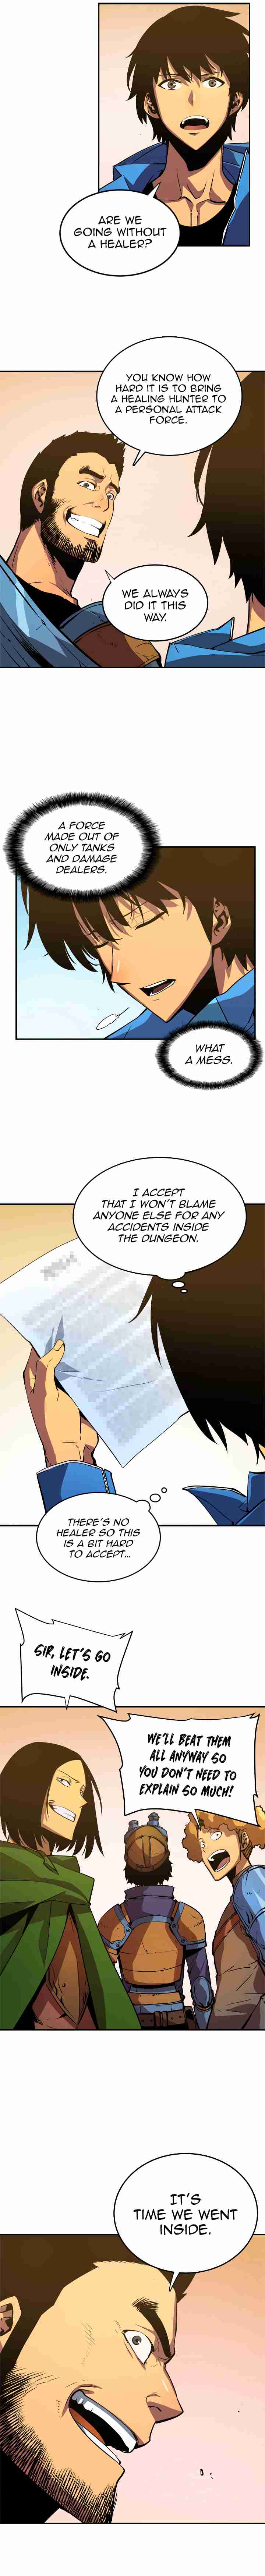 ARE WE
GOING WITHOUT
A HEALER?
YOU KNOW HOW
HARD IT IS TO BRING
A HEALING HUNTER TO
A PERSONAL ATTACK
FORCE.
WE ALWAYS
DID IT THIS
WAY.
A FORCE
MADE OUT OF
ONLY TANKS
AND DAMAGE
DEALERS.
WHAT
A MESS.
I ACCEPT
THAT I WON'T BLAME
ANYONE ELSE FOR ANY
ACCIDENTS INSIDE
THE DUNGEON.
THERE'S NO
HEALER SO THIS
IS A BIT HARD
TO ACCEPT...
SIR, LET'S GO
INSIDE.
WE'LL BEAT THEM
ALL ANYWAY SO
YOU DON'T NEED TO
EXPLAIN SO MUCH!
IT'S
TIME WE WENT
INSIDE.